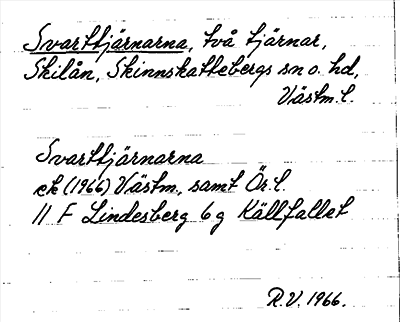 Svarttjärnarna, två tjärnar,
Skilån, Skinnskattebergs sn o. hd,
Västm. l.
Svarttjärnarna
ek (1966) Västm., samt Ör. l.
11 F Lindesberg 6 g Källfallet
R.V. 1966.